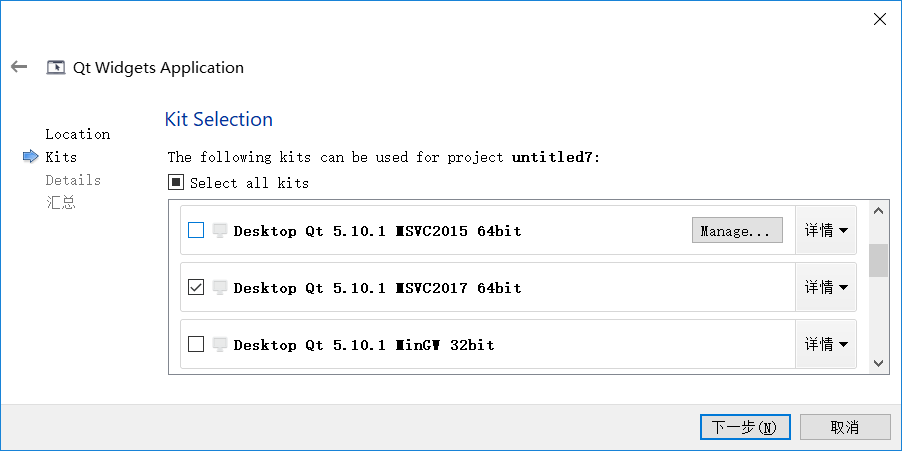 Qt Widgets Application
Location
Kits
Details
汇总
Kit Selection
The following kits can be used for project untitled7:
Select all kits
Desktop Qt 5.10.1 MSVC2015 64bit
Manage...
详情
Desktop Qt 5.10.1 MSVC2017 64bit
详情
Desktop Qt 5.10.1 MinGW 32bit
详情
下一步(N)
取消